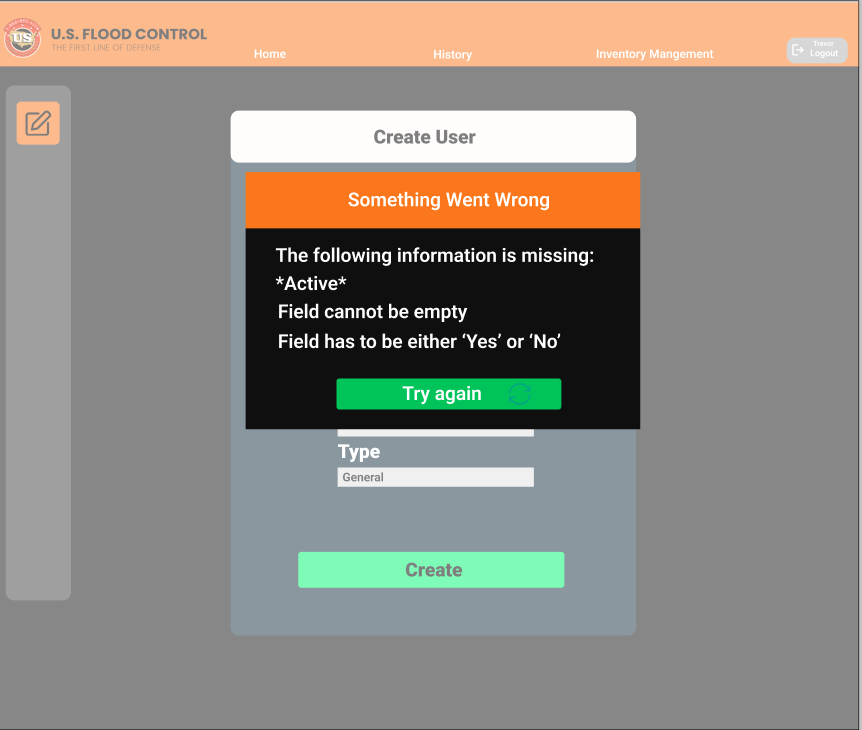 U.S. FLOOD CONTROL
THE FIRST LINE OF DEFENSE
US
Home
History
Inventory Mangement
Trevor
Logout
Create User
Something Went Wrong
The following information is missing:
*Active*
Field cannot be empty
Field has to be either ‘Yes’ or ‘No’
Try again
Type
General
Create